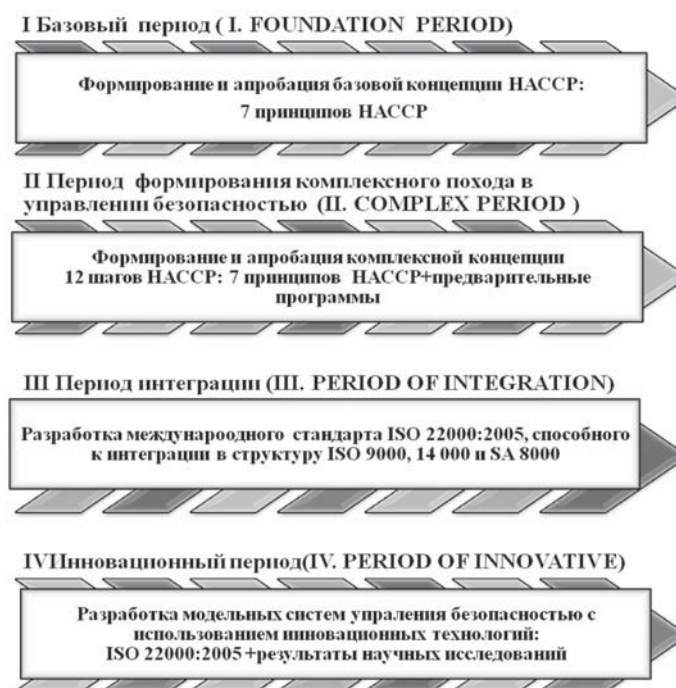 I Базовый период ( I. FOUNDATION PERIOD)
Формирование и апробация базовой концепции НАССР:
7 принципов НАССР
II Период формирования комплексного похода в
управлении безопасностью (II. COMPLEX PERIOD )
Формирование и апробация комплексной концепции
12 шагов НАССР: 7 принципов НАССР+предварительные
программы
III Период интеграции (III. PERIOD OF INTEGRATION)
Разработка международного стандарта ISO 22000:2005, способного
к интеграции в структуру ISO 9000, 14 000 и SA 8000
IVИнновационный период(IV. PERIOD OF INNOVATIVE)
Разработка модельных систем упраления безопасностью с
использованием инновационных технологий:
ISO 22000:2005 +результаты научных исследований